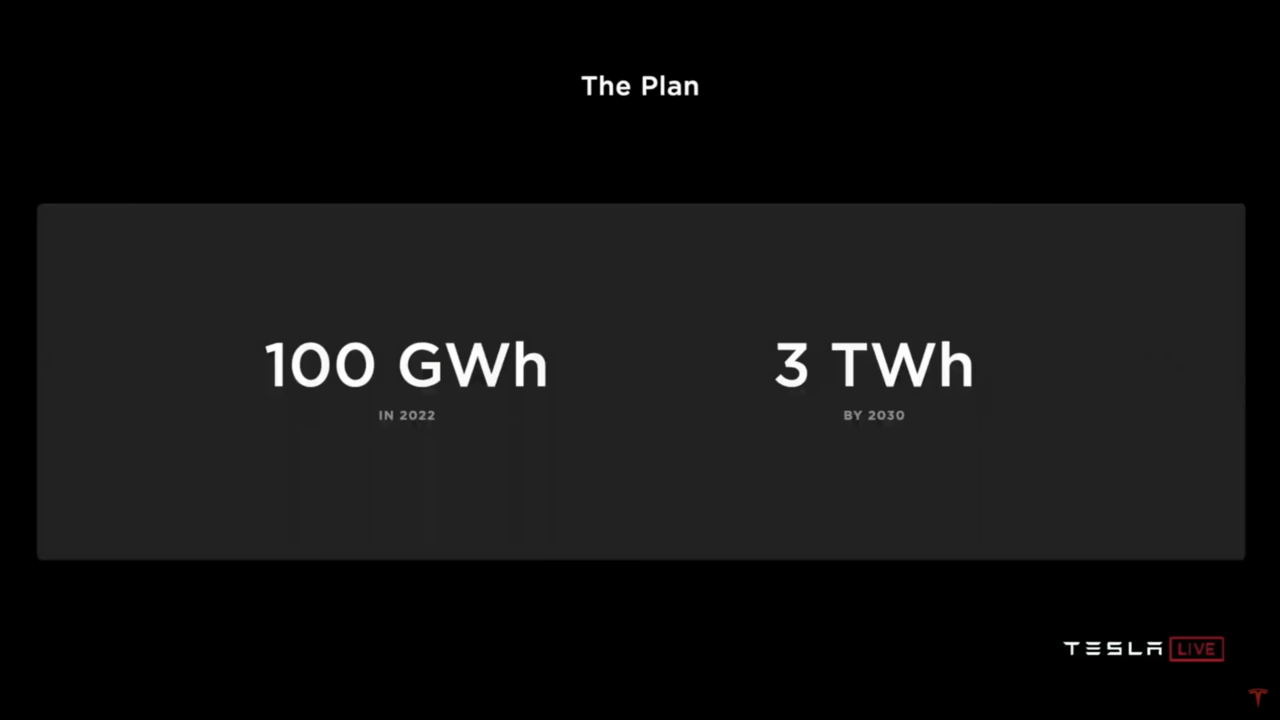 The Plan
100 GWh
IN 2022
3 TWh
BY 2030
TESLA LIVE